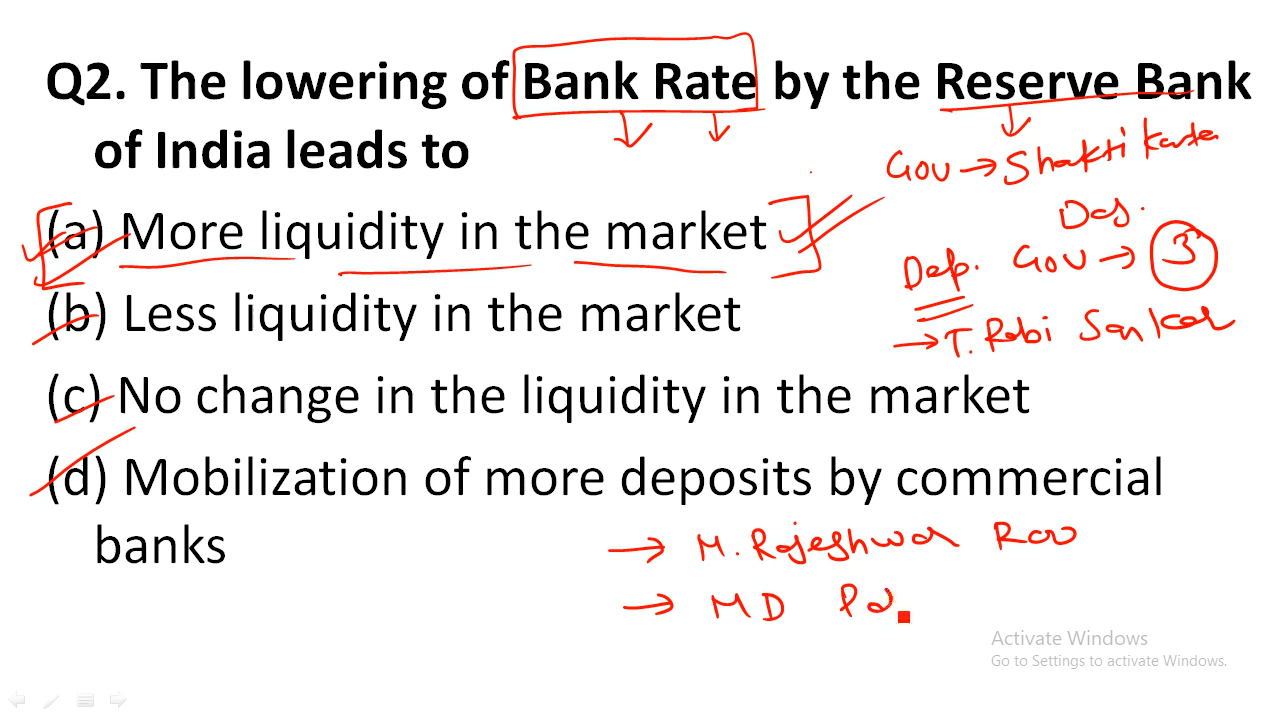 Q2. The lowering of Bank Rate by the Reserve Bank
of India leads to
Gov → Shakti Kanta
Das.
(a) More liquidity in the market
Dep. Gov → 3
→ T. Rabi Sankar
(b) Less liquidity in the market
(c) No change in the liquidity in the market
(d) Mobilization of more deposits by commercial
banks
→ M. Rajeshwar Rao
→ MD Pa
Activate Windows
Go to Settings to activate Windows.